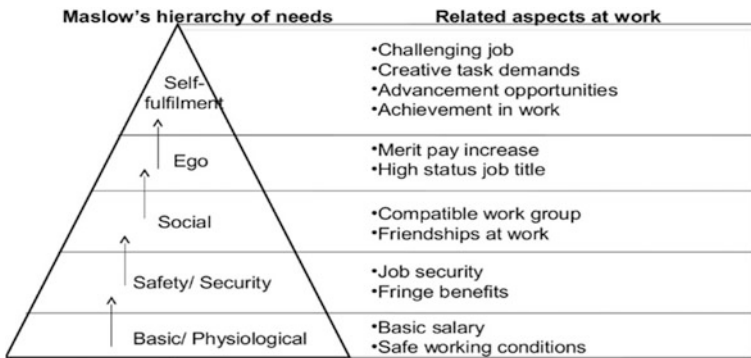 Maslow's hierarchy of needs Related aspects at work
Self-
fulfilment
•Challenging job
•Creative task demands
•Advancement opportunities
•Achievement in work
Ego
•Merit pay increase
•High status job title
Social
•Compatible work group
•Friendships at work
Safety/ Security
•Job security
•Fringe benefits
Basic/ Physiological
•Basic salary
•Safe working conditions